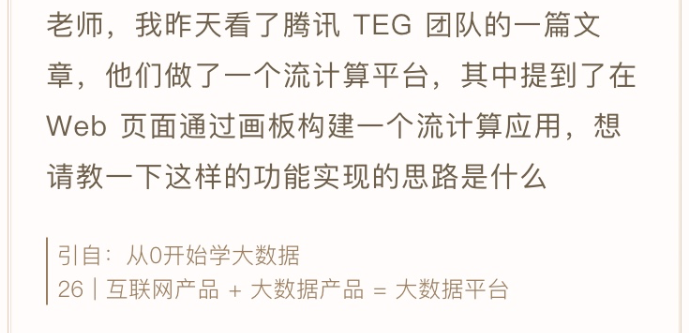 老师，我昨天看了腾讯 TEG 团队的一篇文
章，他们做了一个流计算平台，其中提到了在
Web 页面通过画板构建一个流计算应用，想
请教一下这样的功能实现的思路是什么
引自：从0开始学大数据
26 | 互联网产品 + 大数据产品 = 大数据平台